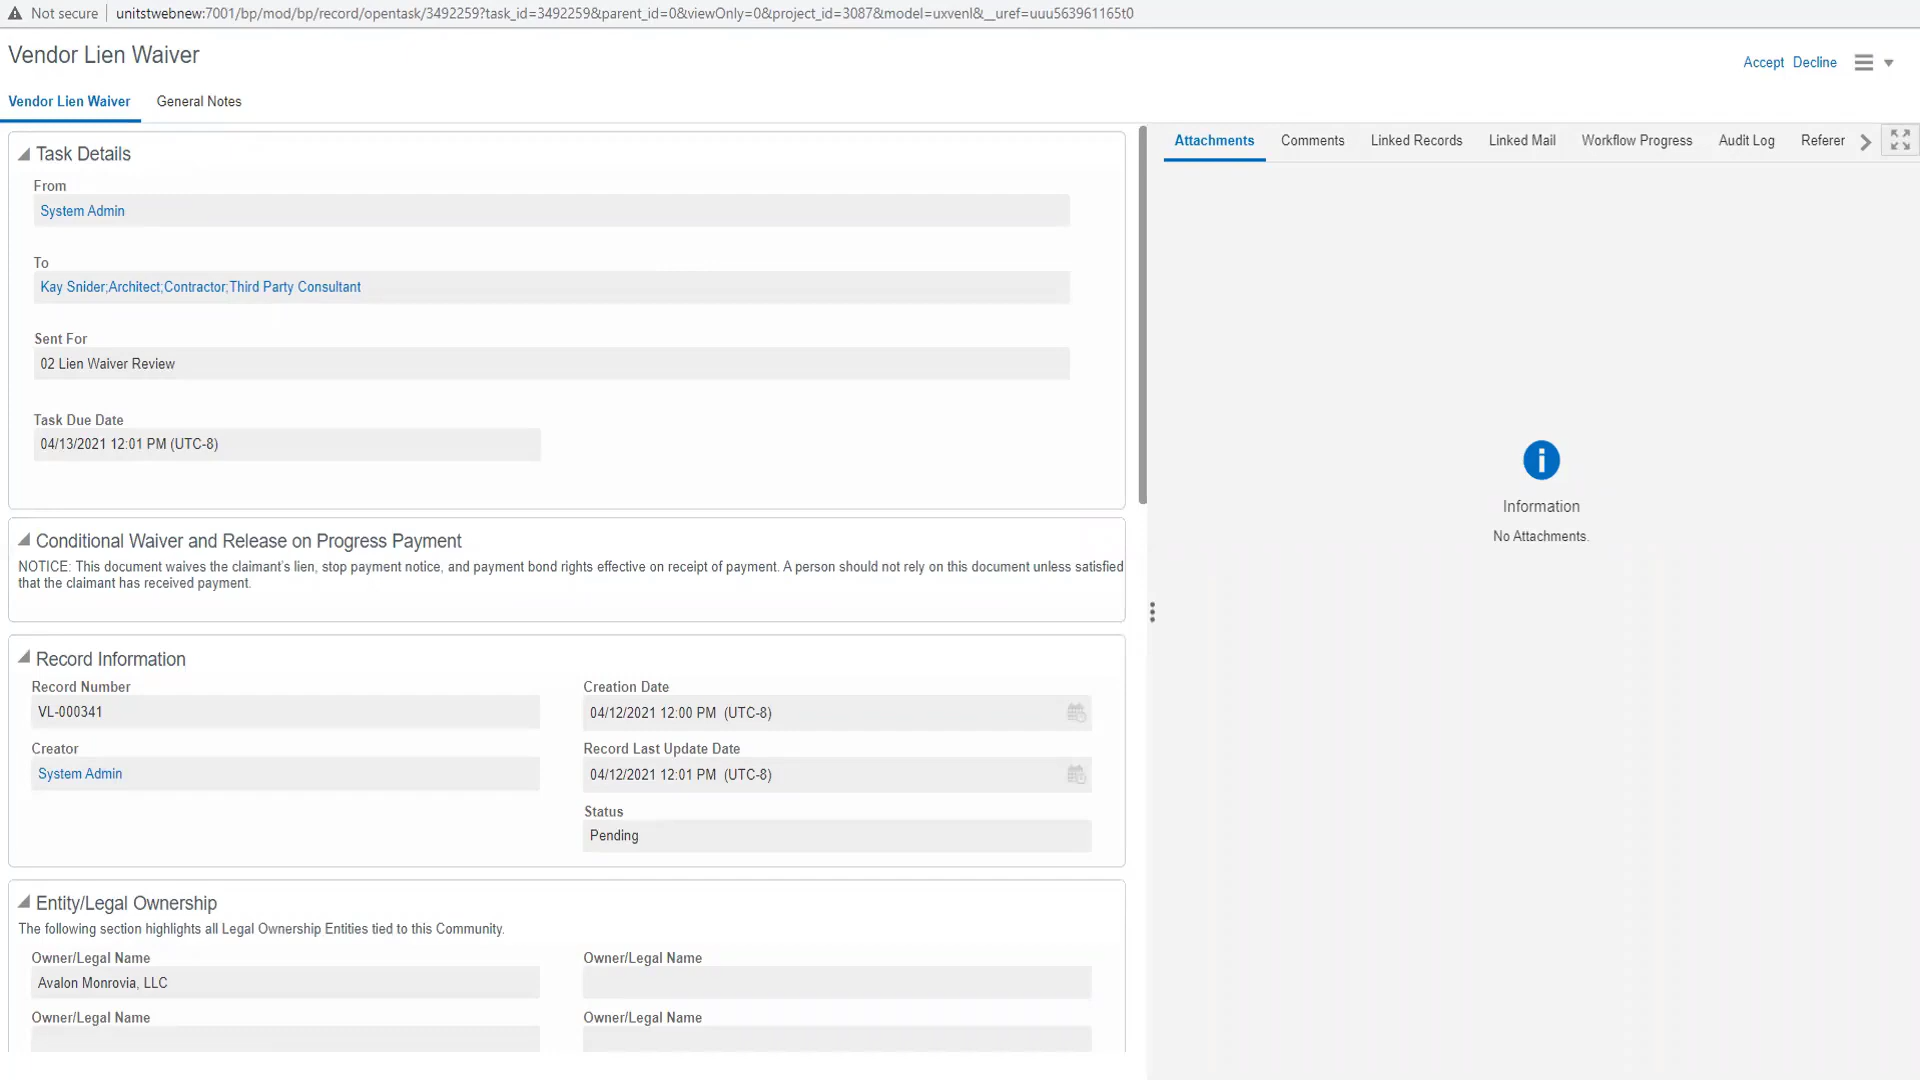 Not secure unitstwebnew:7001/bp/mod/bp/record/opentask/3492259?task_id=3492259&parent_id=0&viewOnly=0&project_id=3087&model=uxvenl&__uref=uuu563961165t0
Vendor Lien Waiver
Accept Decline
Vendor Lien Waiver General Notes
Attachments Comments Linked Records Linked Mail Workflow Progress Audit Log Referer
Task Details
From
System Admin
To
Kay Snider;Architect;Contractor;Third Party Consultant
Sent For
02 Lien Waiver Review
Task Due Date
04/13/2021 12:01 PM (UTC-8)
Information
No Attachments.
Conditional Waiver and Release on Progress Payment
NOTICE: This document waives the claimant's lien, stop payment notice, and payment bond rights effective on receipt of payment. A person should not rely on this document unless satisfied
that the claimant has received payment.
Record Information
Record Number
VL-000341
Creation Date
04/12/2021 12:00 PM (UTC-8)
Creator
System Admin
Record Last Update Date
04/12/2021 12:01 PM (UTC-8)
Status
Pending
Entity/Legal Ownership
The following section highlights all Legal Ownership Entities tied to this Community.
Owner/Legal Name
Avalon Monrovia, LLC
Owner/Legal Name
Owner/Legal Name
Owner/Legal Name